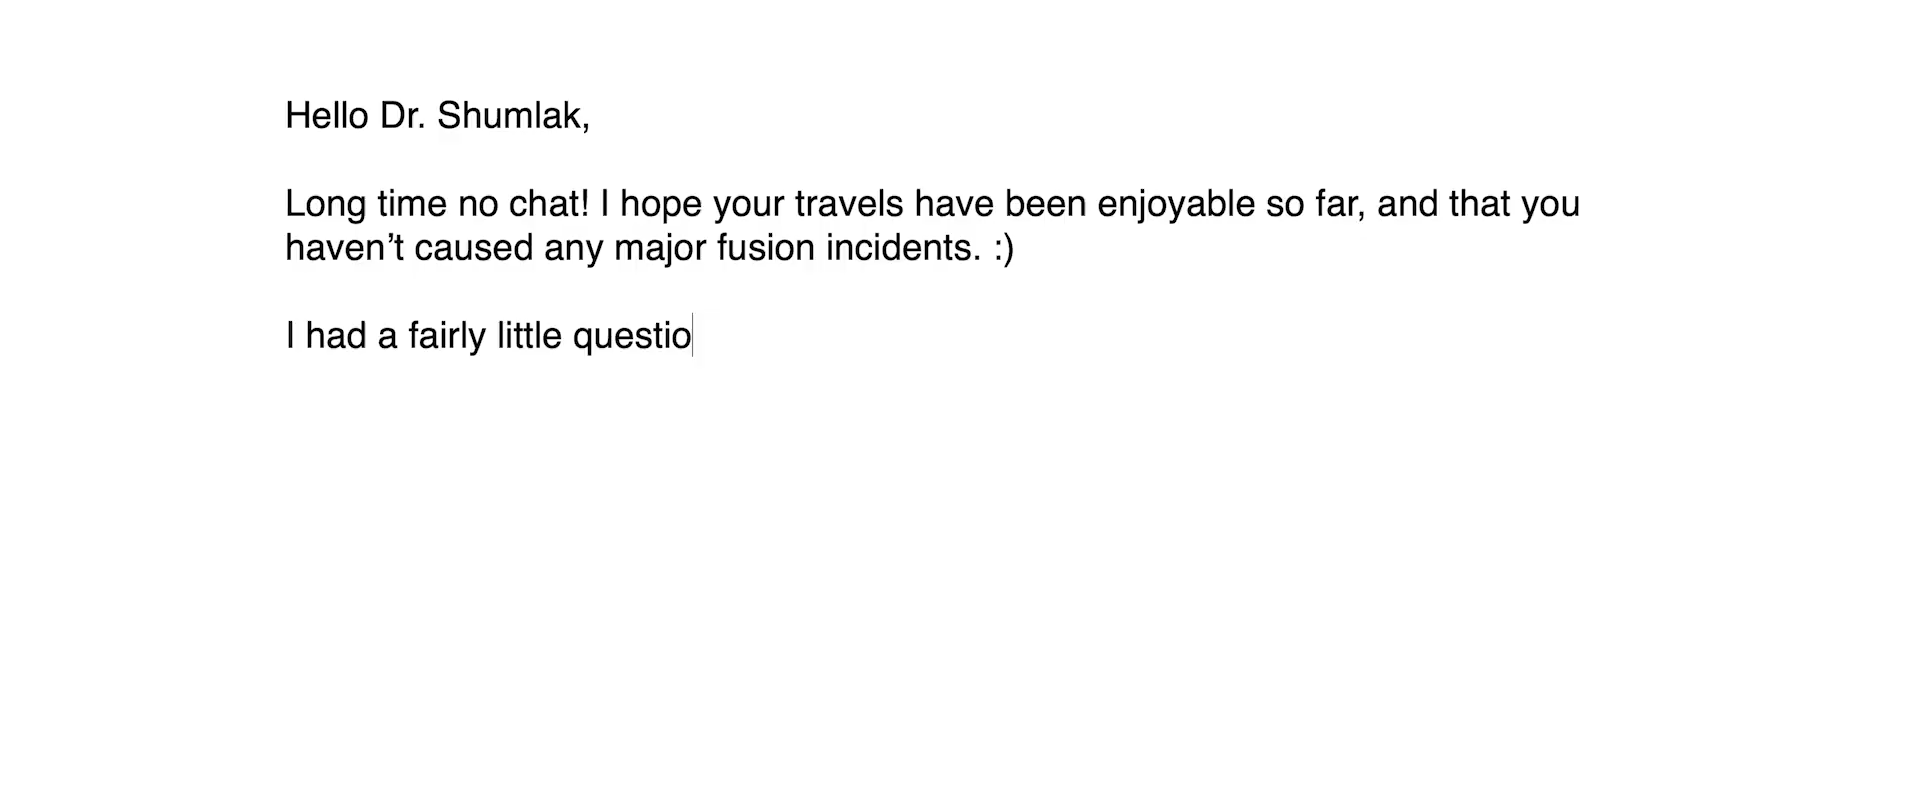 Hello Dr. Shumlak,
Long time no chat! I hope your travels have been enjoyable so far, and that you
haven’t caused any major fusion incidents. :)
I had a fairly little questio